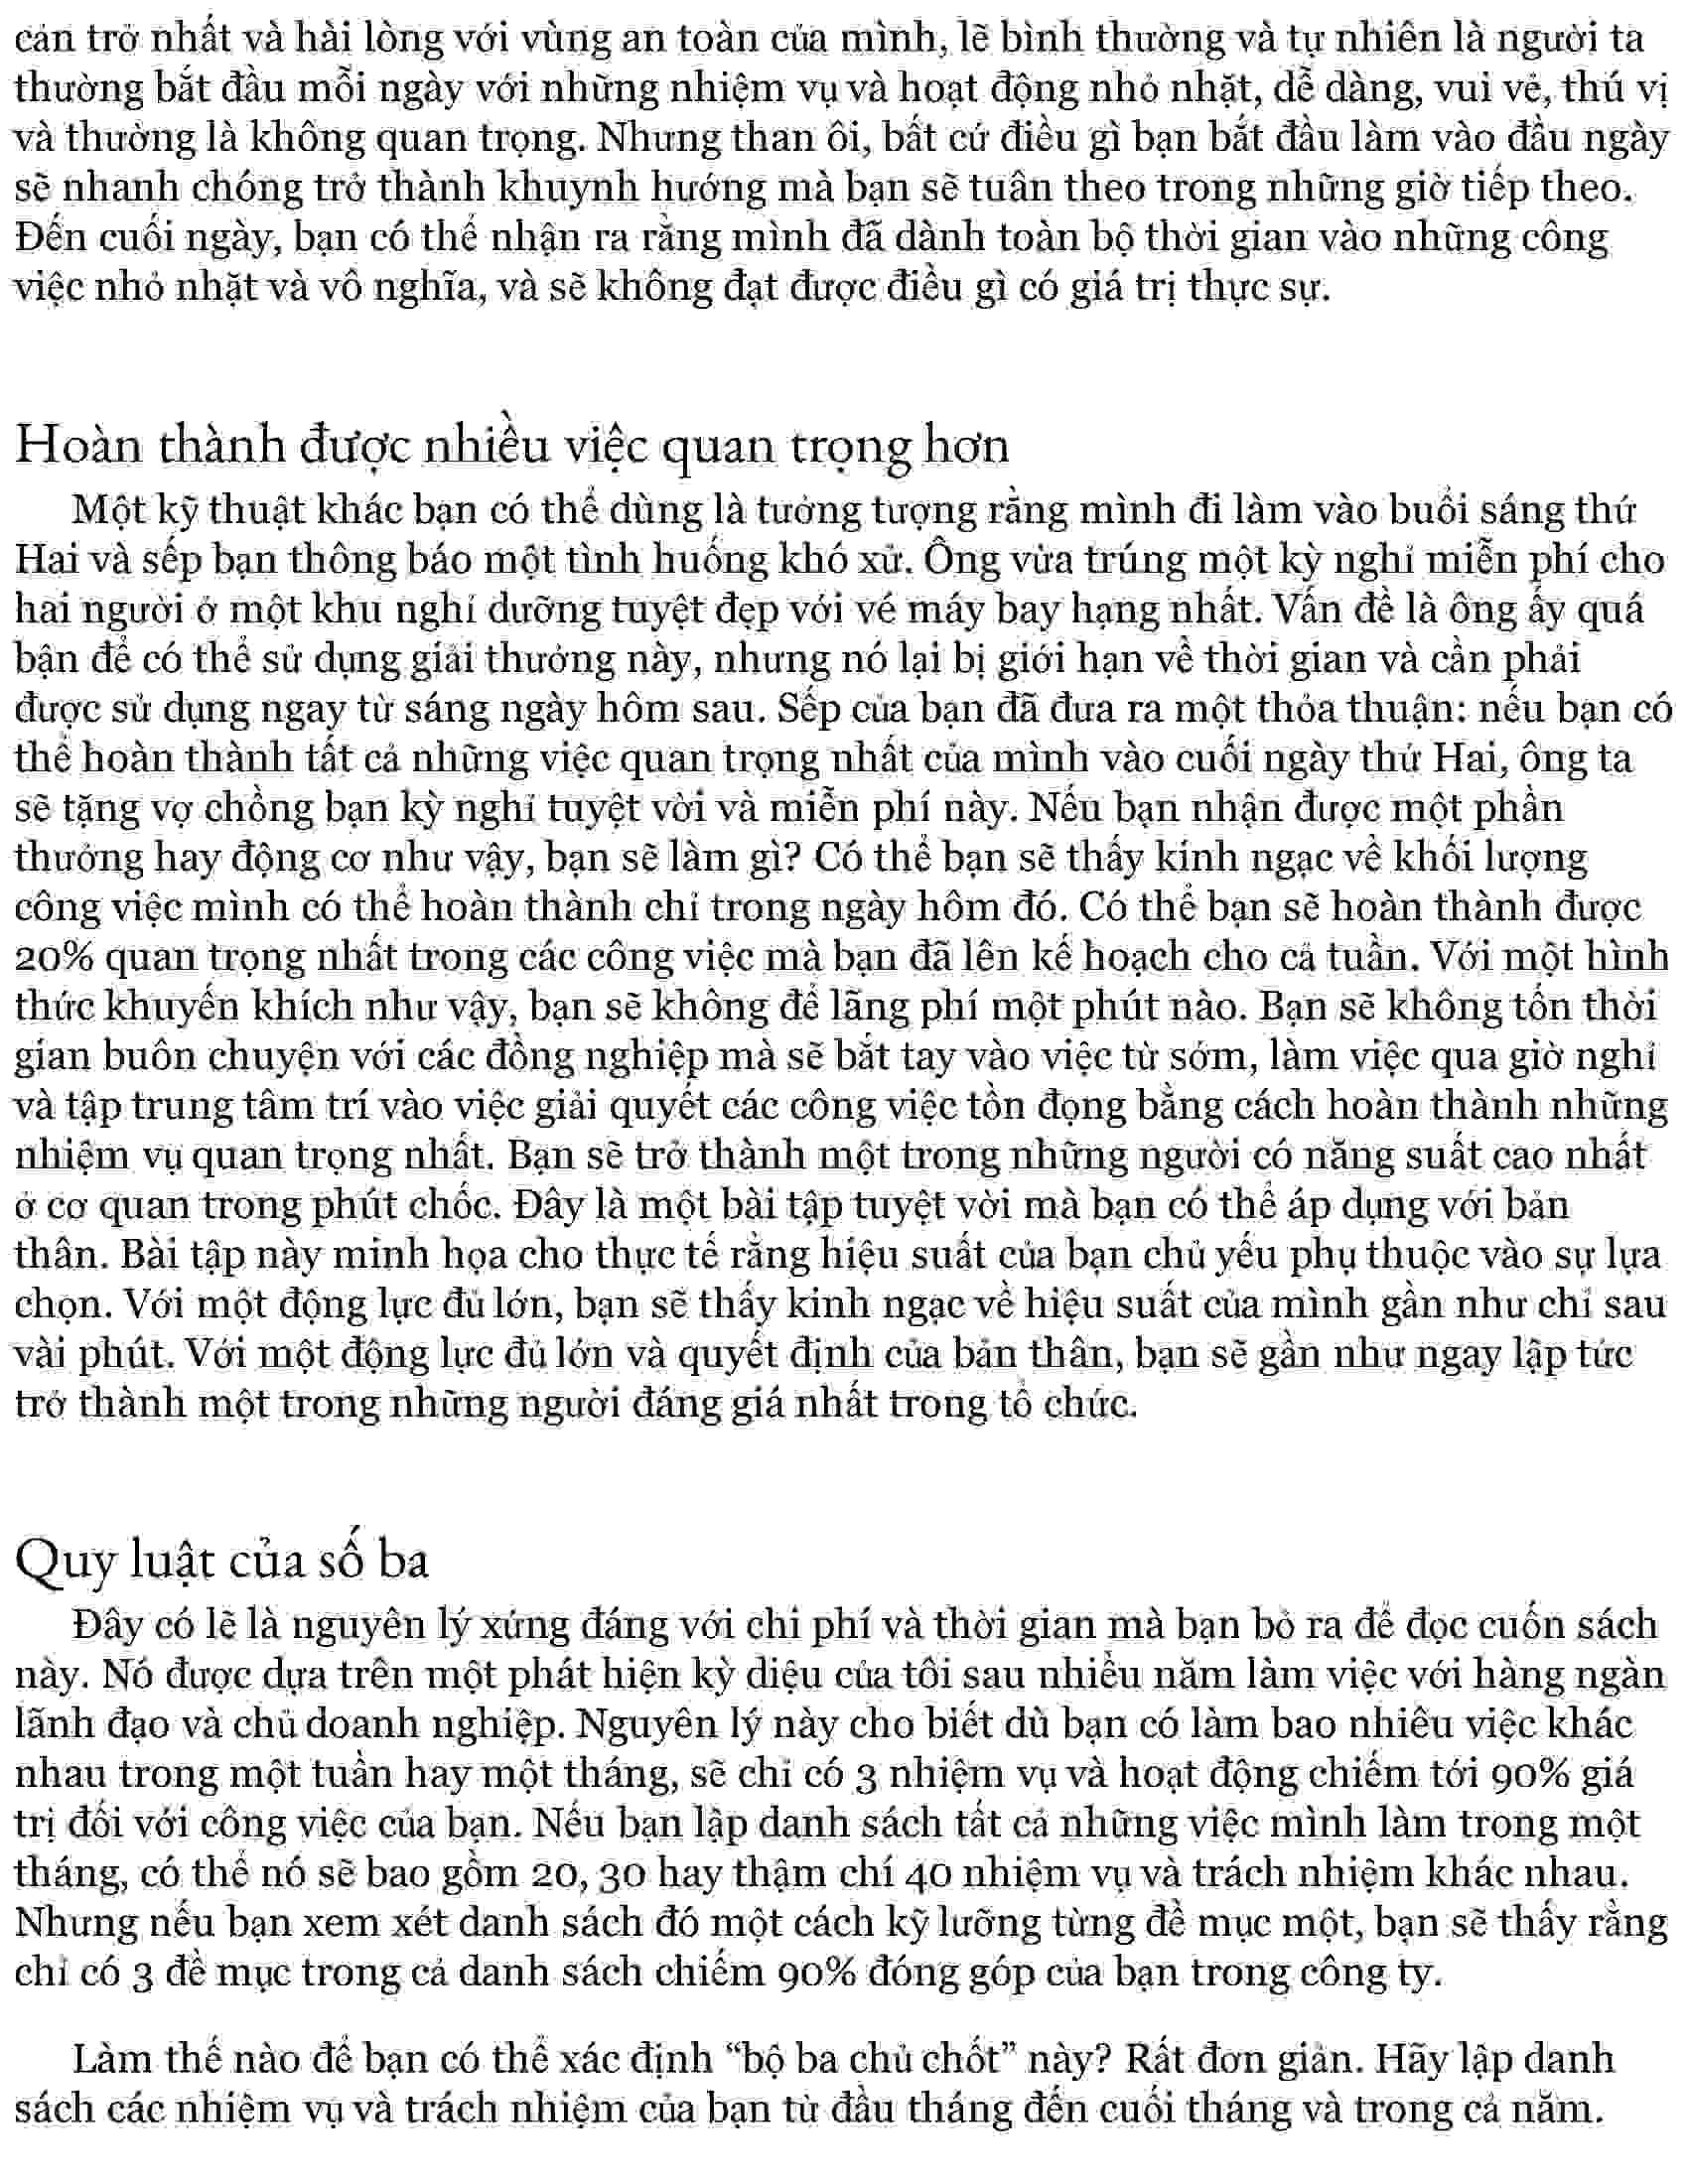 cản trở nhất và hài lòng với vùng an toàn của mình, lẽ bình thường và tự nhiên là người ta
thường bắt đầu mỗi ngày với những nhiệm vụ và hoạt động nhỏ nhặt, dễ dàng, vui vẻ, thú vị
và thường là không quan trọng. Nhưng than ôi, bất cứ điều gì bạn bắt đầu làm vào đầu ngày
sẽ nhanh chóng trở thành khuynh hướng mà bạn sẽ tuân theo trong những giờ tiếp theo.
Đến cuối ngày, bạn có thể nhận ra rằng mình đã dành toàn bộ thời gian vào những công
việc nhỏ nhặt và vô nghĩa, và sẽ không đạt được điều gì có giá trị thực sự.
Hoàn thành được nhiều việc quan trọng hơn
Một kỹ thuật khác bạn có thể dùng là tưởng tượng rằng mình đi làm vào buổi sáng thứ
Hai và sếp bạn thông báo một tình huống khó xử. Ông vừa trúng một kỳ nghỉ miễn phí cho
hai người ở một khu nghỉ dưỡng tuyệt đẹp với vé máy bay hạng nhất. Vấn đề là ông ấy quá
bận để có thể sử dụng giải thưởng này, nhưng nó lại bị giới hạn về thời gian và cần phải
được sử dụng ngay từ sáng ngày hôm sau. Sếp của bạn đã đưa ra một thỏa thuận: nếu bạn có
thể hoàn thành tất cả những việc quan trọng nhất của mình vào cuối ngày thứ Hai, ông ta
sẽ tặng vợ chồng bạn kỳ nghỉ tuyệt vời và miễn phí này. Nếu bạn nhận được một phần
thưởng hay động cơ như vậy, bạn sẽ làm gì? Có thể bạn sẽ thấy kinh ngạc về khối lượng
công việc mình có thể hoàn thành chỉ trong ngày hôm đó. Có thể bạn sẽ hoàn thành được
20% quan trọng nhất trong các công việc mà bạn đã lên kế hoạch cho cả tuần. Với một hình
thức khuyến khích như vậy, bạn sẽ không để lãng phí một phút nào. Bạn sẽ không tốn thời
gian buôn chuyện với các đồng nghiệp mà sẽ bắt tay vào việc từ sớm, làm việc qua giờ nghỉ
và tập trung tâm trí vào việc giải quyết các công việc tồn đọng bằng cách hoàn thành những
nhiệm vụ quan trọng nhất. Bạn sẽ trở thành một trong những người có năng suất cao nhất
ở cơ quan trong phút chốc. Đây là một bài tập tuyệt vời mà bạn có thể áp dụng với bản
thân. Bài tập này minh họa cho thực tế rằng hiệu suất của bạn chủ yếu phụ thuộc vào sự lựa
chọn. Với một động lực đủ lớn, bạn sẽ thấy kinh ngạc về hiệu suất của mình gần như chỉ sau
vài phút. Với một động lực đủ lớn và quyết định của bản thân, bạn sẽ gần như ngay lập tức
trở thành một trong những người đáng giá nhất trong tổ chức.
Quy luật của số ba
Đây có lẽ là nguyên lý xứng đáng với chi phí và thời gian mà bạn bỏ ra để đọc cuốn sách
này. Nó được dựa trên một phát hiện kỳ diệu của tôi sau nhiều năm làm việc với hàng ngàn
lãnh đạo và chủ doanh nghiệp. Nguyên lý này cho biết dù bạn có làm bao nhiêu việc khác
nhau trong một tuần hay một tháng, sẽ chỉ có 3 nhiệm vụ và hoạt động chiếm tới 90% giá
trị đối với công việc của bạn. Nếu bạn lập danh sách tất cả những việc mình làm trong một
tháng, có thể nó sẽ bao gồm 20, 30 hay thậm chí 40 nhiệm vụ và trách nhiệm khác nhau.
Nhưng nếu bạn xem xét danh sách đó một cách kỹ lưỡng từng đề mục một, bạn sẽ thấy rằng
chỉ có 3 đề mục trong cả danh sách chiếm 90% đóng góp của bạn trong công ty.
Làm thế nào để bạn có thể xác định “bộ ba chủ chốt” này? Rất đơn giản. Hãy lập danh
sách các nhiệm vụ và trách nhiệm của bạn từ đầu tháng đến cuối tháng và trong cả năm.